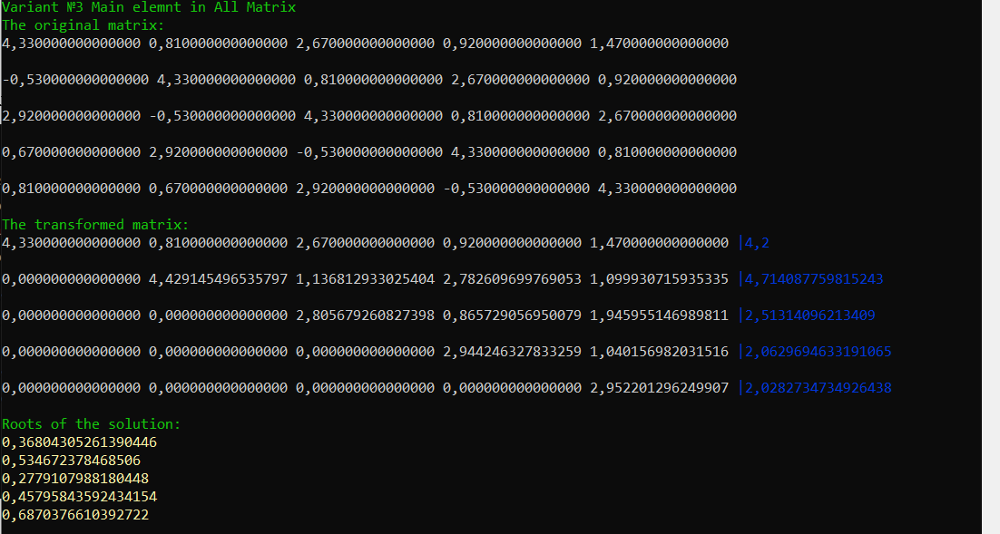 Variant №3 Main elemnt in All Matrix
The original matrix:
4,330000000000000 0,810000000000000 2,670000000000000 0,920000000000000 1,470000000000000
-0,530000000000000 4,330000000000000 0,810000000000000 2,670000000000000 0,920000000000000
2,920000000000000 -0,530000000000000 4,330000000000000 0,810000000000000 2,670000000000000
0,670000000000000 2,920000000000000 -0,530000000000000 4,330000000000000 0,810000000000000
0,810000000000000 0,670000000000000 2,920000000000000 -0,530000000000000 4,330000000000000
The transformed matrix:
4,330000000000000 0,810000000000000 2,670000000000000 0,920000000000000 1,470000000000000 |4,2
0,000000000000000 4,429145496535797 1,136812933025404 2,782609699769053 1,099930715935335 |4,714087759815243
0,000000000000000 0,000000000000000 2,805679260827398 0,865729056950079 1,945955146989811 |2,51314096213409
0,000000000000000 0,000000000000000 0,000000000000000 2,944246327833259 1,040156982031516 |2,0629694633191065
0,000000000000000 0,000000000000000 0,000000000000000 0,000000000000000 2,952201296249907 |2,0282734734926438
Roots of the solution:
0,36804305261390446
0,534672378468506
0,2779107988180448
0,45795843592434154
0,6870376610392722